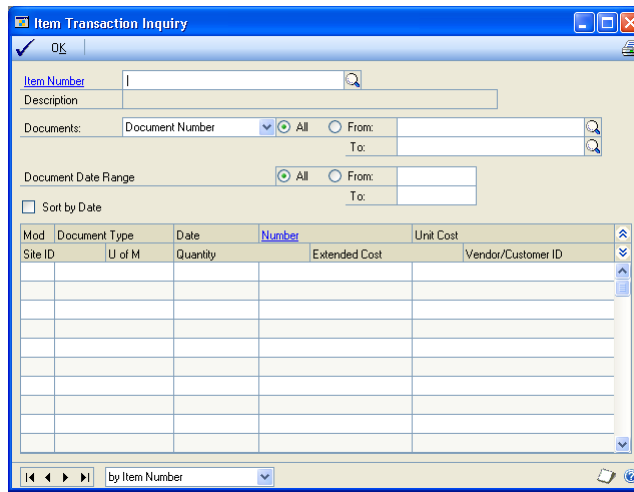 Item Transaction Inquiry
OK
Item Number
Description
Documents: Document Number All From:
To:
Document Date Range All From:
To:
Sort by Date
Mod Document Type Date Number Unit Cost
Site ID U of M Quantity Extended Cost Vendor/Customer ID
by Item Number